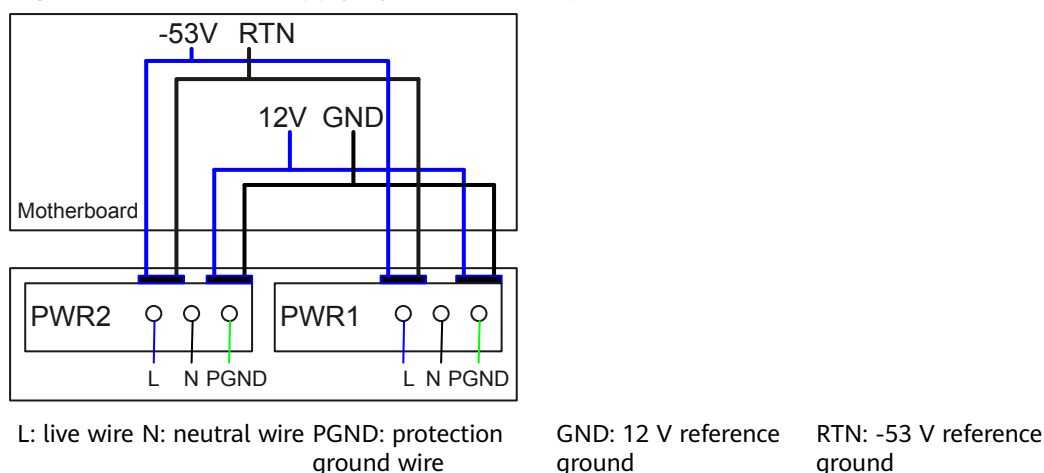 -53V RTN
12V GND
Motherboard
PWR2
PWR1
L N PGND
L N PGND
L: live wire N: neutral wire PGND: protection ground wire
GND: 12 V reference ground
RTN: -53 V reference ground